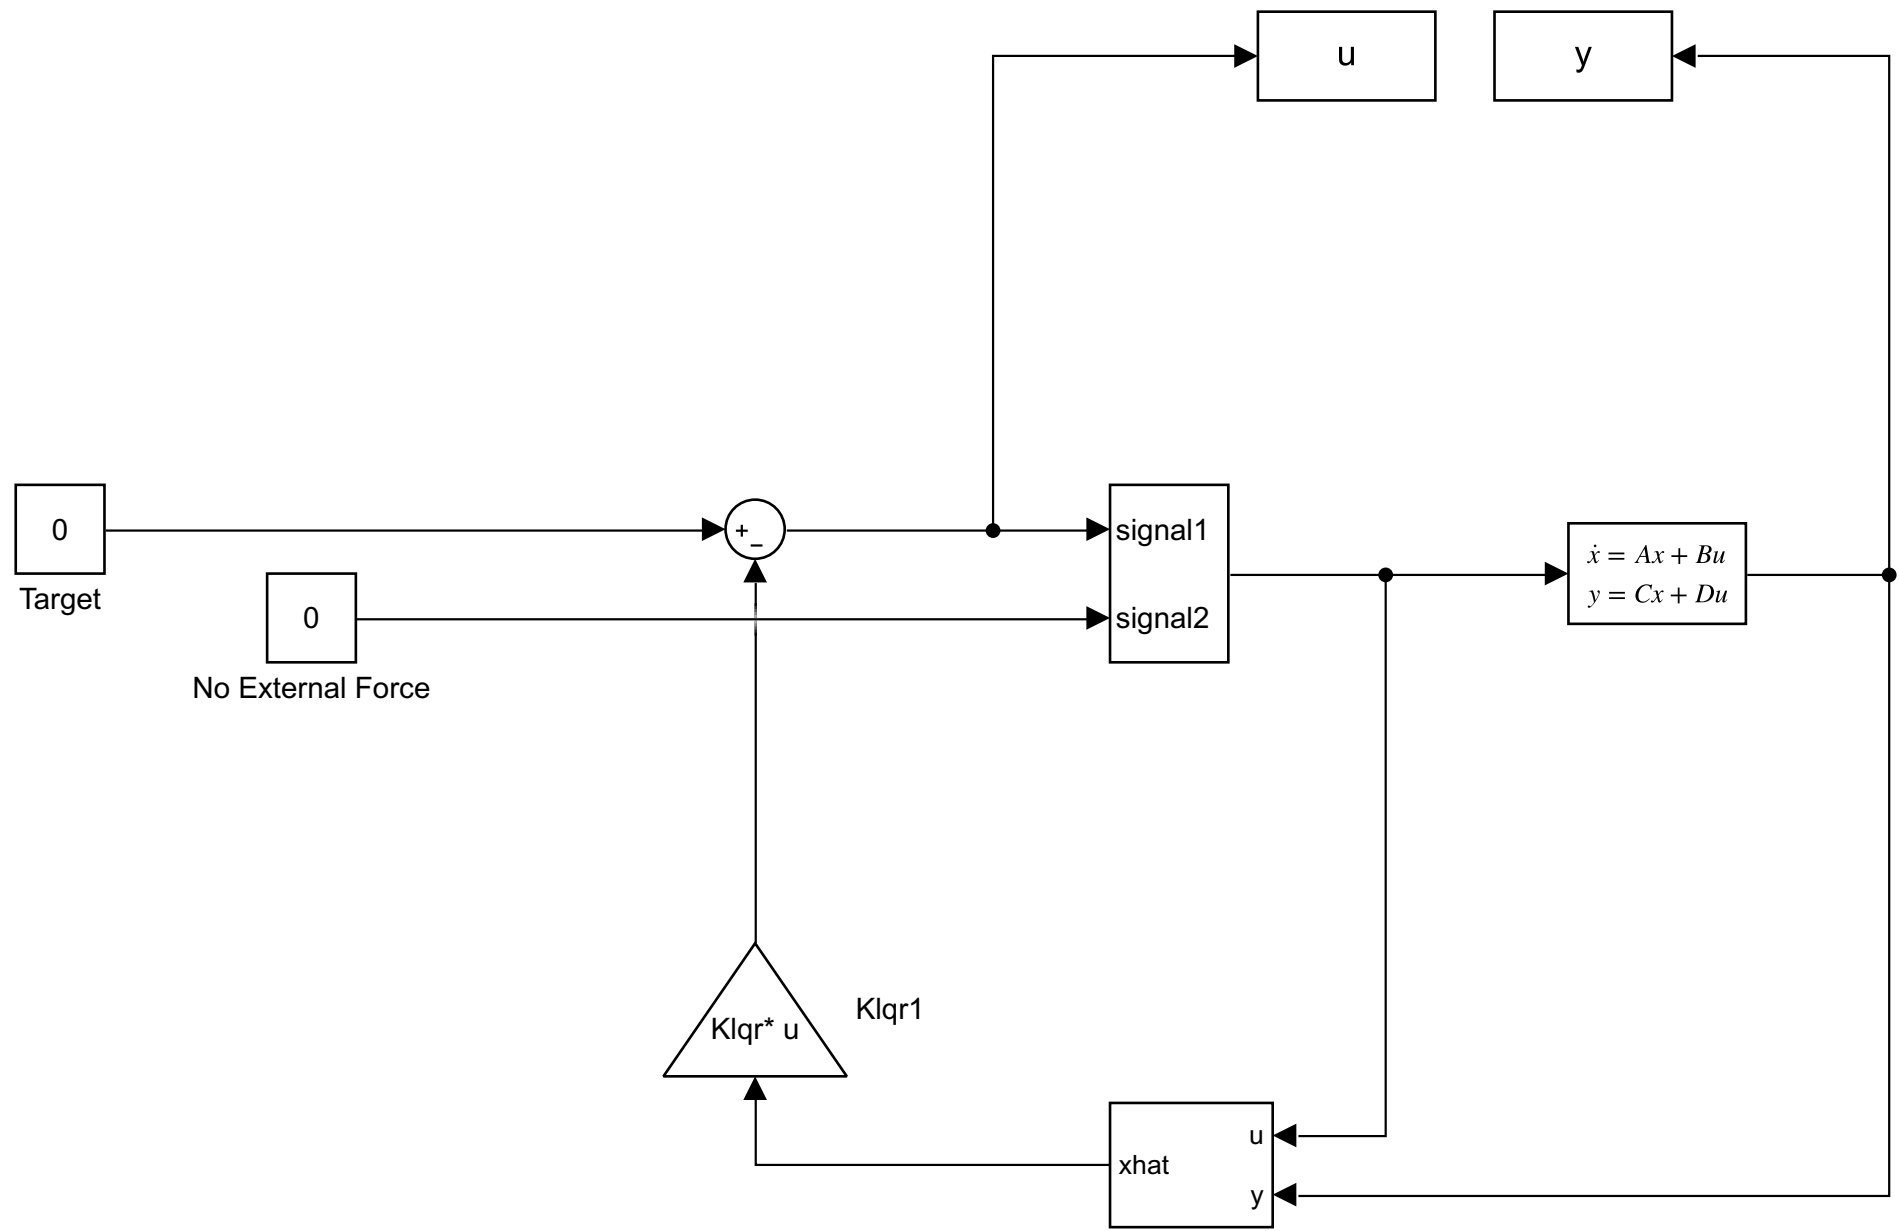 u
y
0
Target
+
−
signal1
signal2
0
No External Force
ẋ = Ax + Bu
y = Cx + Du
Klqr* u
Klqr1
u
xhat
y